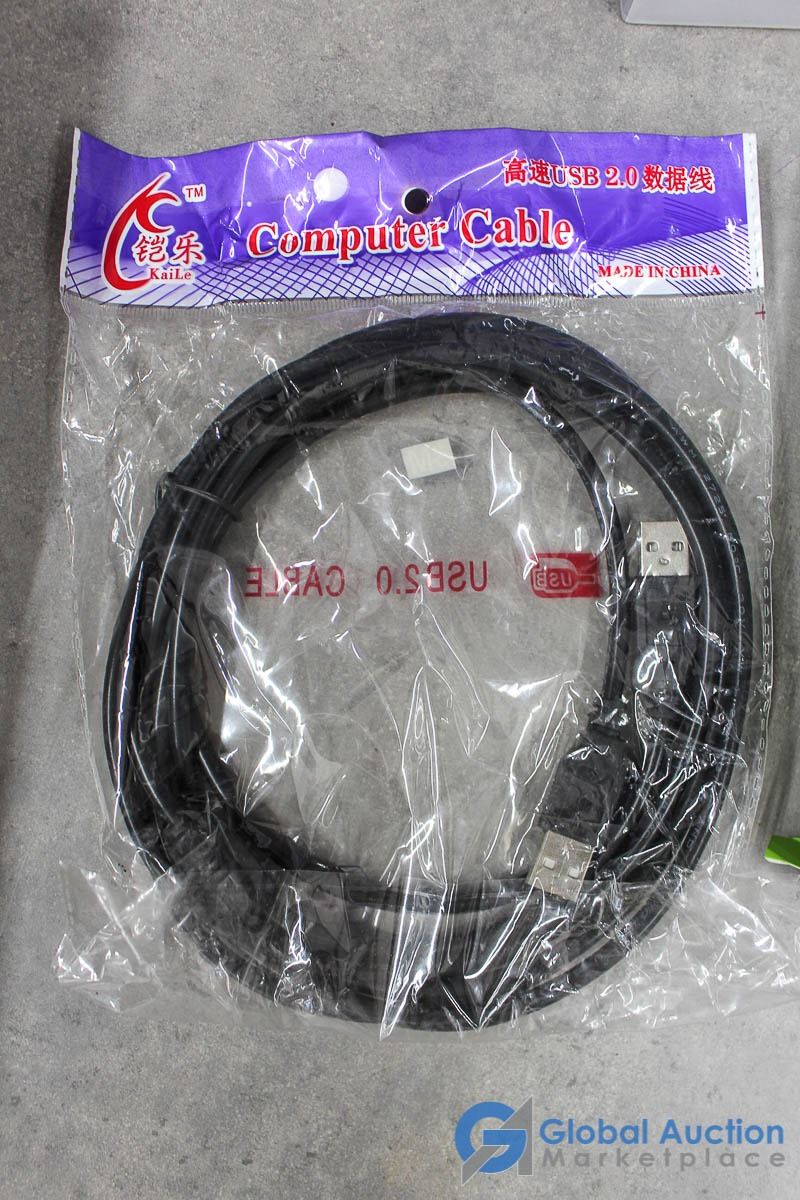 高速USB 2.0 数据线
TM
铠乐
KaiLe
Computer Cable
MADE IN CHINA
USB2.0 CABLE
USB
Global Auction
Marketplace